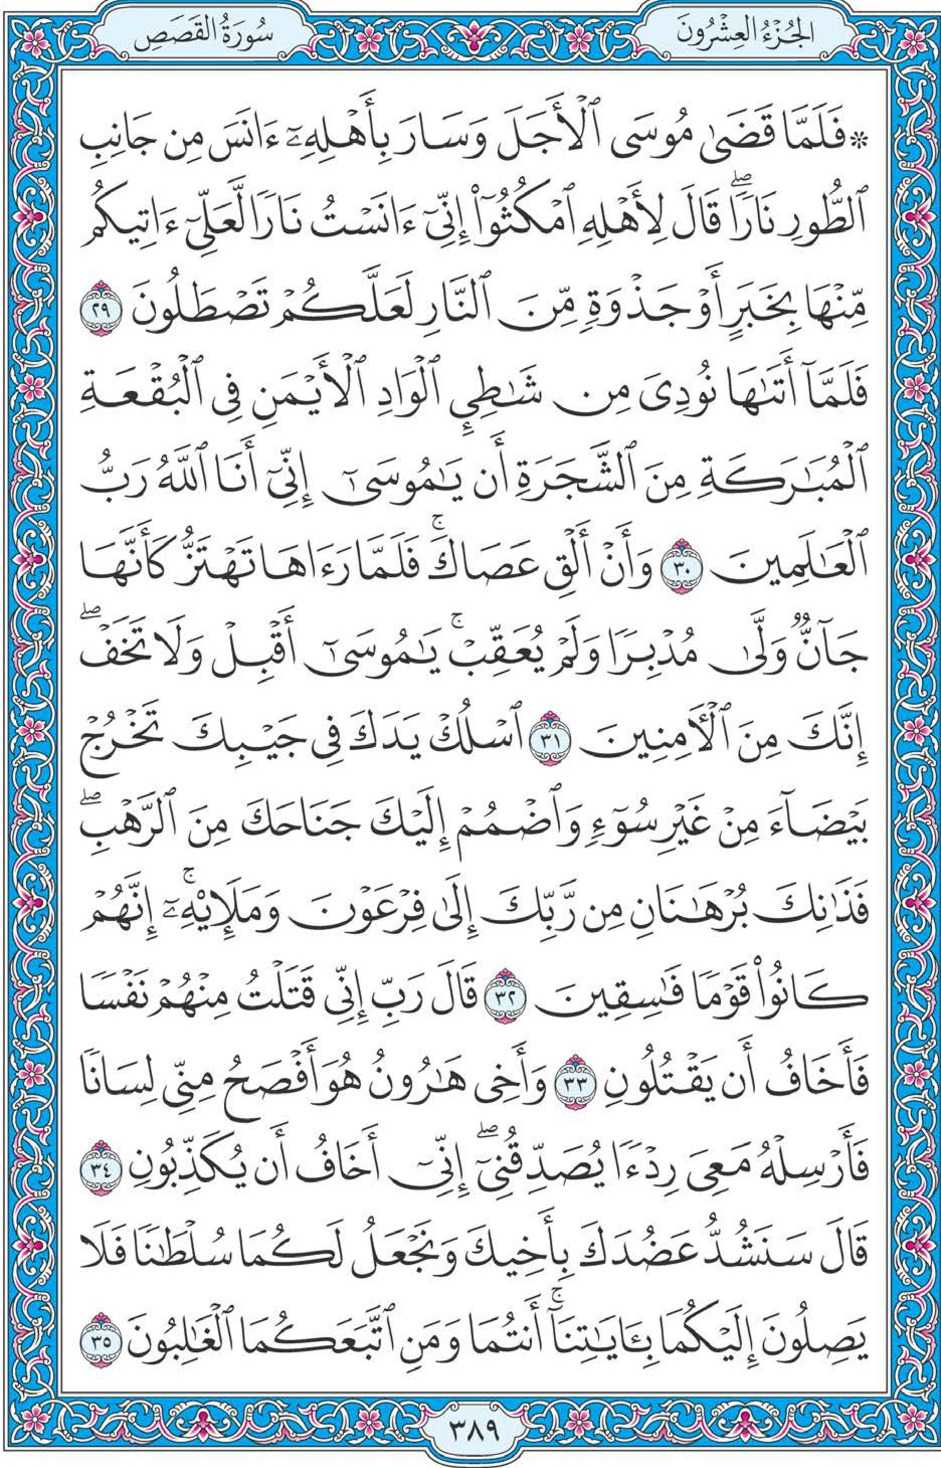 الجُزْءُ العِشْرُونَ
سُورَةُ القَصَصِ
* فَلَمَّا قَضَىٰ مُوسَى ٱلْأَجَلَ وَسَارَ بِأَهْلِهِۦٓ ءَانَسَ مِن جَانِبِ
ٱلطُّورِ نَارًاۖ قَالَ لِأَهْلِهِ ٱمْكُثُوٓا۟ إِنِّىٓ ءَانَسْتُ نَارًا لَّعَلِّىٓ ءَاتِيكُم
مِّنْهَا بِخَبَرٍ أَوْ جَذْوَةٍ مِّنَ ٱلنَّارِ لَعَلَّكُمْ تَصْطَلُونَ ٢٩
فَلَمَّآ أَتَىٰهَا نُودِىَ مِن شَـٰطِئِ ٱلْوَادِ ٱلْأَيْمَنِ فِى ٱلْبُقْعَةِ
ٱلْمُبَـٰرَكَةِ مِنَ ٱلشَّجَرَةِ أَن يَـٰمُوسَىٰٓ إِنِّىٓ أَنَا ٱللَّهُ رَبُّ
ٱلْعَـٰلَمِينَ ٣٠ وَأَنْ أَلْقِ عَصَاكَۚ فَلَمَّا رَءَاهَا تَهْتَزُّ كَأَنَّهَا
جَآنٌّ وَلَّىٰ مُدْبِرًا وَلَمْ يُعَقِّبْۚ يَـٰمُوسَىٰٓ أَقْبِلْ وَلَا تَخَفْۖ
إِنَّكَ مِنَ ٱلْـَٔامِنِينَ ٣١ ٱسْلُكْ يَدَكَ فِى جَيْبِكَ تَخْرُجْ
بَيْضَآءَ مِنْ غَيْرِ سُوٓءٍ وَٱضْمُمْ إِلَيْكَ جَنَاحَكَ مِنَ ٱلرَّهْبِۖ
فَذَٰنِكَ بُرْهَـٰنَانِ مِن رَّبِّكَ إِلَىٰ فِرْعَوْنَ وَمَلَإِي۟هِۦٓۚ إِنَّهُمْ
كَانُوا۟ قَوْمًا فَـٰسِقِينَ ٣٢ قَالَ رَبِّ إِنِّى قَتَلْتُ مِنْهُمْ نَفْسًا
فَأَخَافُ أَن يَقْتُلُونِ ٣٣ وَأَخِى هَـٰرُونُ هُوَ أَفْصَحُ مِنِّى لِسَانًا
فَأَرْسِلْهُ مَعِىَ رِدْءًا يُصَدِّقُنِىٓۖ إِنِّىٓ أَخَافُ أَن يُكَذِّبُونِ ٣٤
قَالَ سَنَشُدُّ عَضُدَكَ بِأَخِيكَ وَنَجْعَلُ لَكُمَا سُلْطَـٰنًا فَلَا
يَصِلُونَ إِلَيْكُمَا بِـَٔايَـٰتِنَآۚ أَنتُمَا وَمَنِ ٱتَّبَعَكُمَا ٱلْغَـٰلِبُونَ ٣٥
٣٨٩